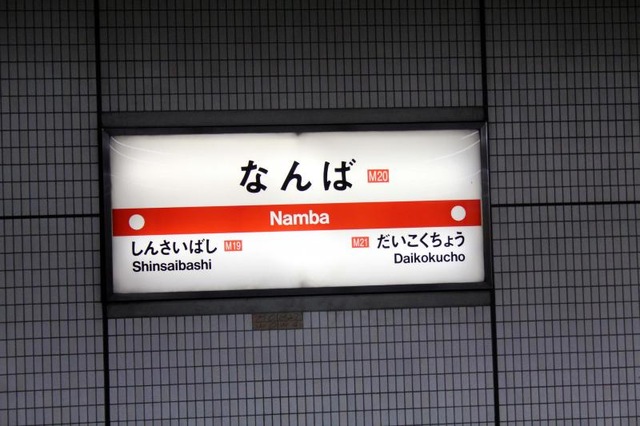 なんば M20
Namba
しんさいばし M19
Shinsaibashi
M21 だいこくちょう
Daikokucho